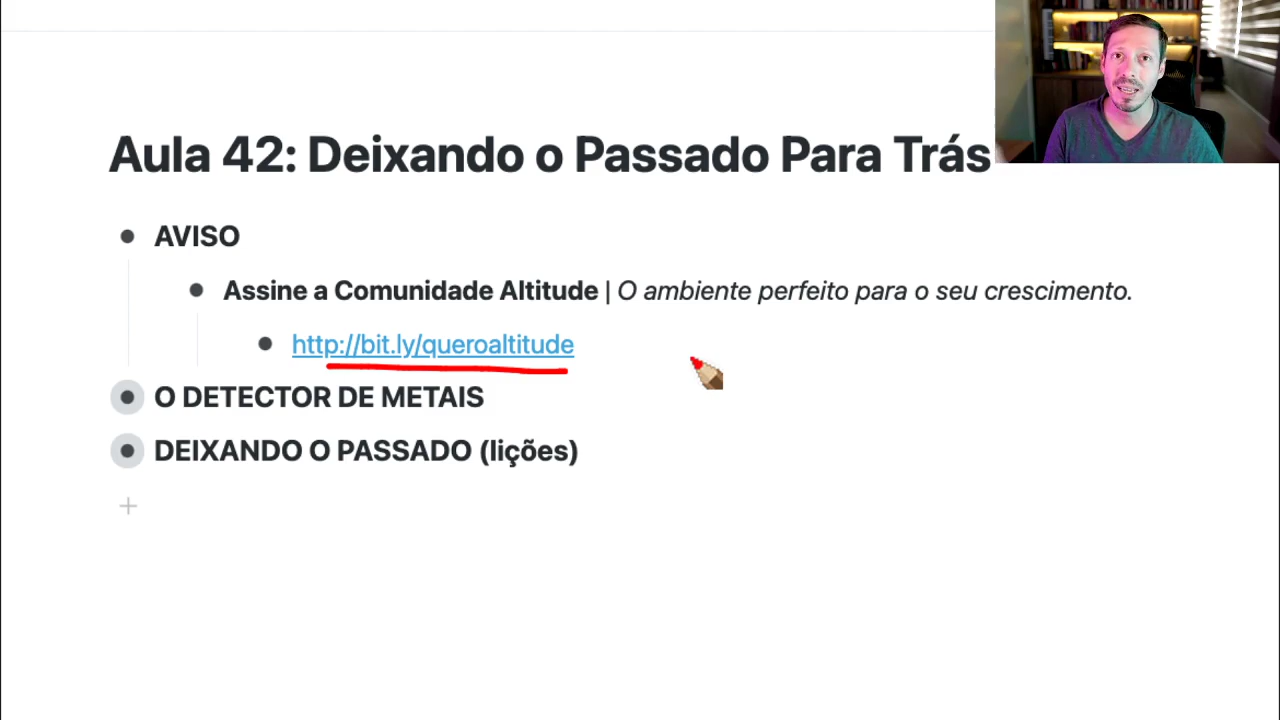 Aula 42: Deixando o Passado Para Trás
AVISO
Assine a Comunidade Altitude | O ambiente perfeito para o seu crescimento.
http://bit.ly/queroaltitude
O DETECTOR DE METAIS
DEIXANDO O PASSADO (lições)